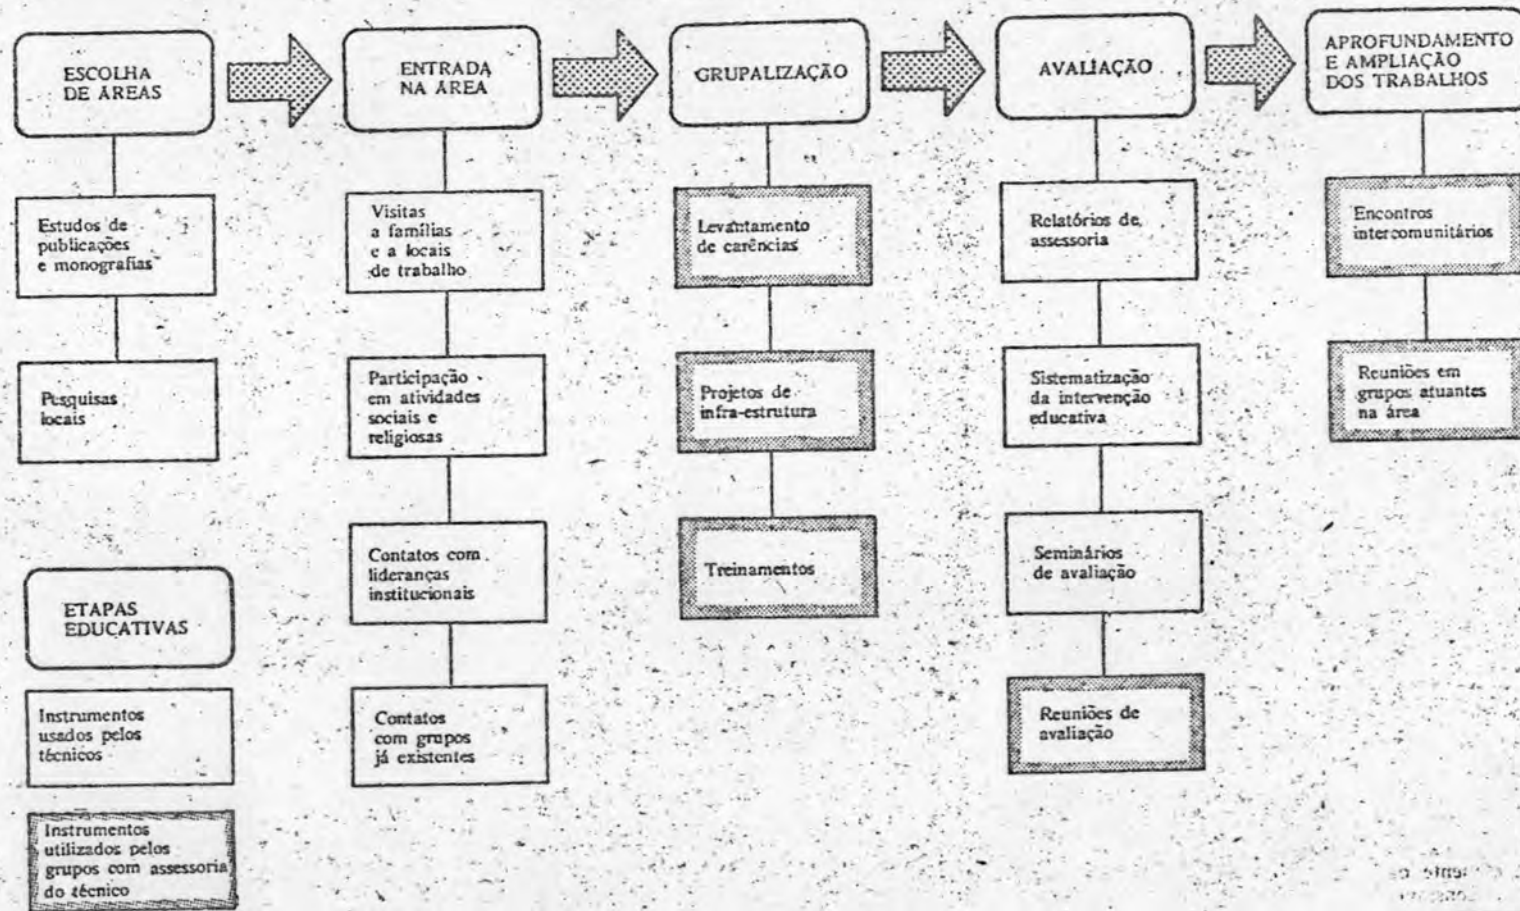 ESCOLHA
DE ÁREAS
ENTRADA
NA ÁREA
GRUPALIZAÇÃO
AVALIAÇÃO
APROFUNDAMENTO
E AMPLIAÇÃO
DOS TRABALHOS
Estudos de
publicações
e monografias
Pesquisas
locais
Visitas
a famílias
e a locais
de trabalho
Participação
em atividades
sociais e
religiosas
Contatos com
lideranças
institucionais
Contatos
com grupos
já existentes
Levantamento
de carências
Projetos de
infra-estrutura
Treinamentos
Relatórios de
assessoria
Sistematização
da intervenção
educativa
Seminários
de avaliação
Reuniões de
avaliação
Encontros
intercomunitários
Reuniões em
grupos atuantes
na área
ETAPAS
EDUCATIVAS
Instrumentos
usados pelos
técnicos
Instrumentos
utilizados pelos
grupos com assessoria
do técnico